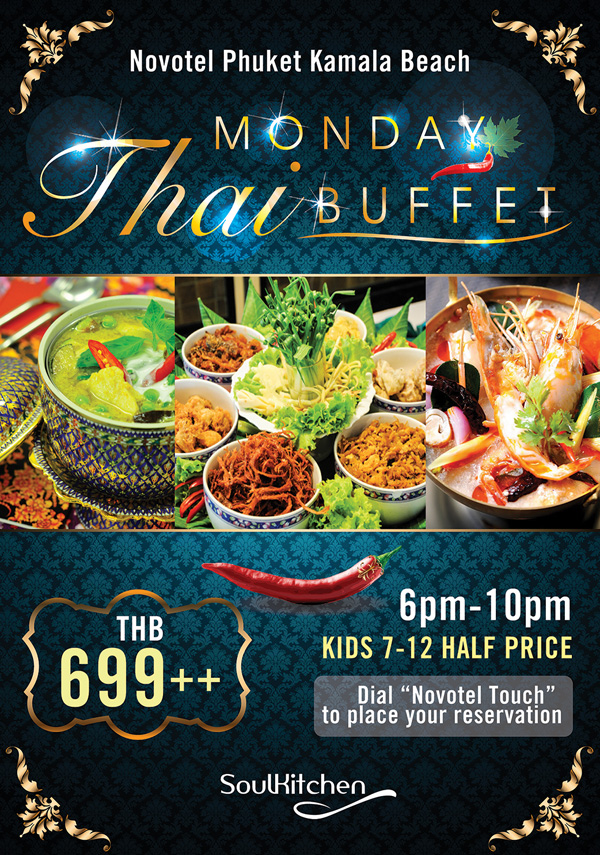 Novotel Phuket Kamala Beach
MONDAY
Thai BUFFET
THB
699++
6pm-10pm
KIDS 7-12 HALF PRICE
Dial “Novotel Touch”
to place your reservation
SoulKitchen